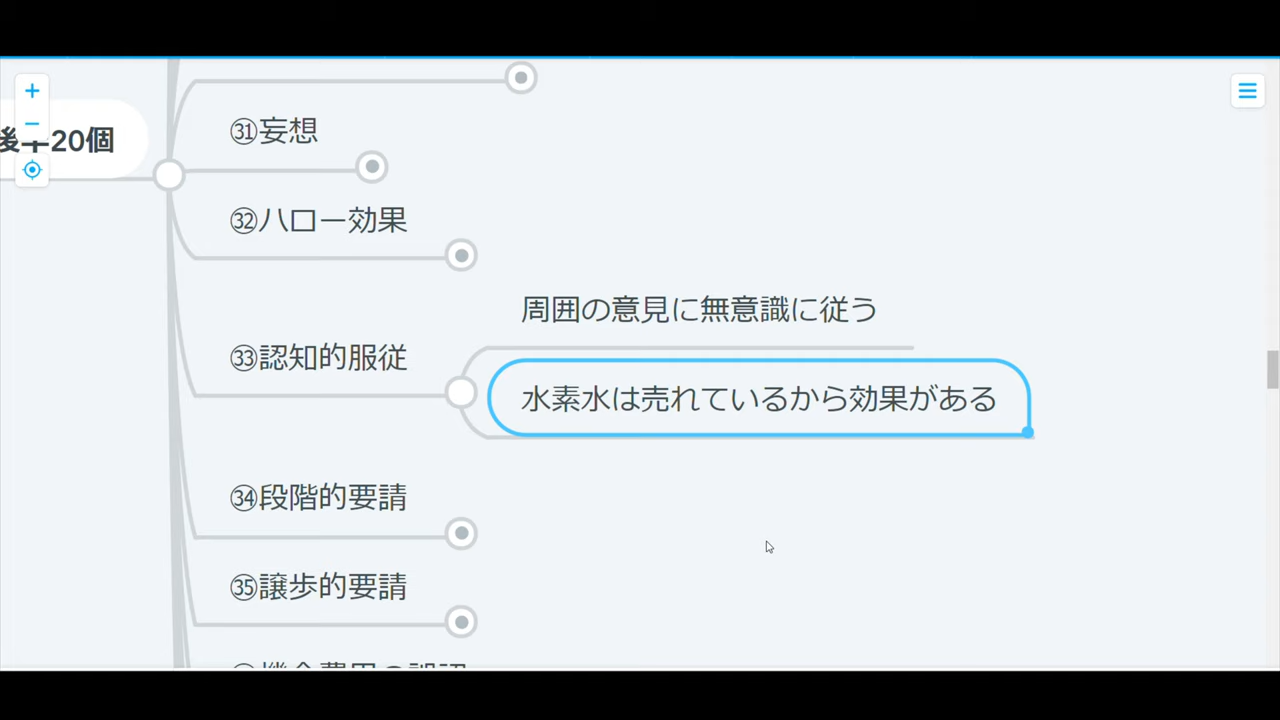 後半20個
㉛妄想
㉜ハロー効果
周囲の意見に無意識に従う
㉝認知的服従
水素水は売れているから効果がある
㉞段階的要請
㉟譲歩的要請